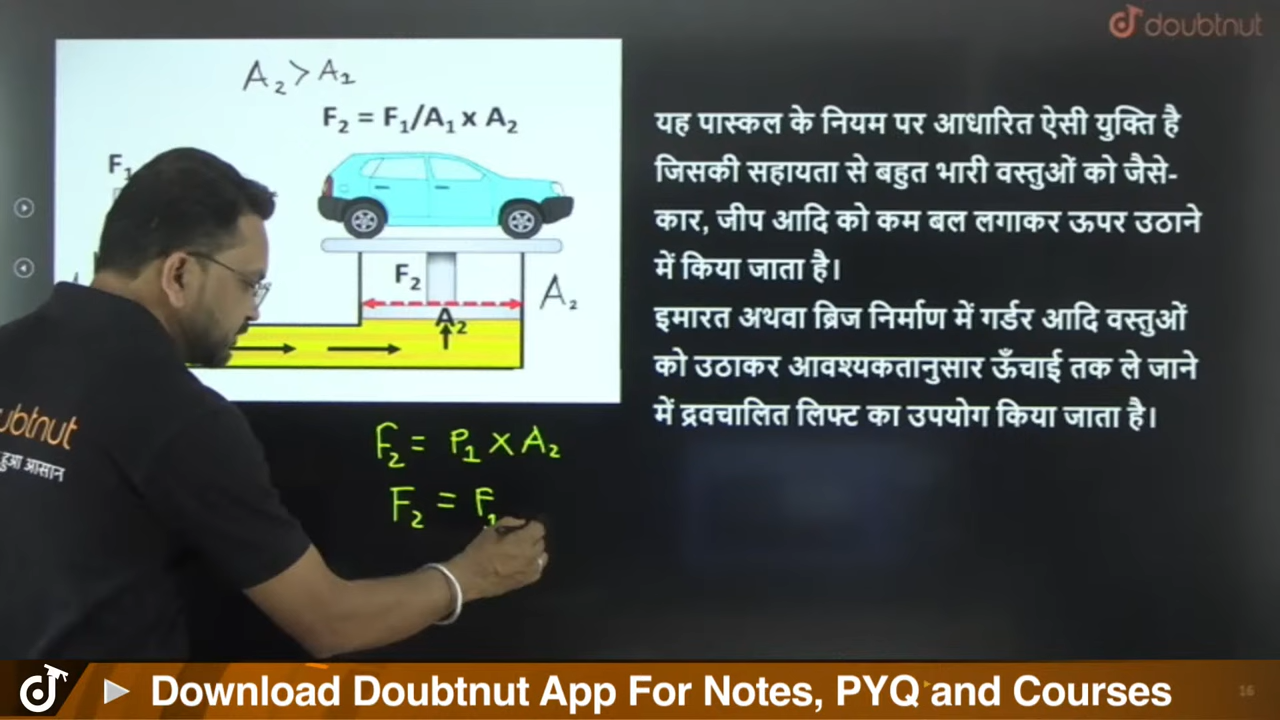 doubtnut
A₂ > A₁
F₂ = F₁/A₁ x A₂
F₁
F₂
A₂
A₂
यह पास्कल के नियम पर आधारित ऐसी युक्ति है
जिसकी सहायता से बहुत भारी वस्तुओं को जैसे-
कार, जीप आदि को कम बल लगाकर ऊपर उठाने
में किया जाता है।
इमारत अथवा ब्रिज निर्माण में गर्डर आदि वस्तुओं
को उठाकर आवश्यकतानुसार ऊँचाई तक ले जाने
में द्रवचालित लिफ्ट का उपयोग किया जाता है।
F₂ = P₁ × A₂
F₂ = F₁
ubtnut
हुआ आसान
Download Doubtnut App For Notes, PYQ and Courses
16